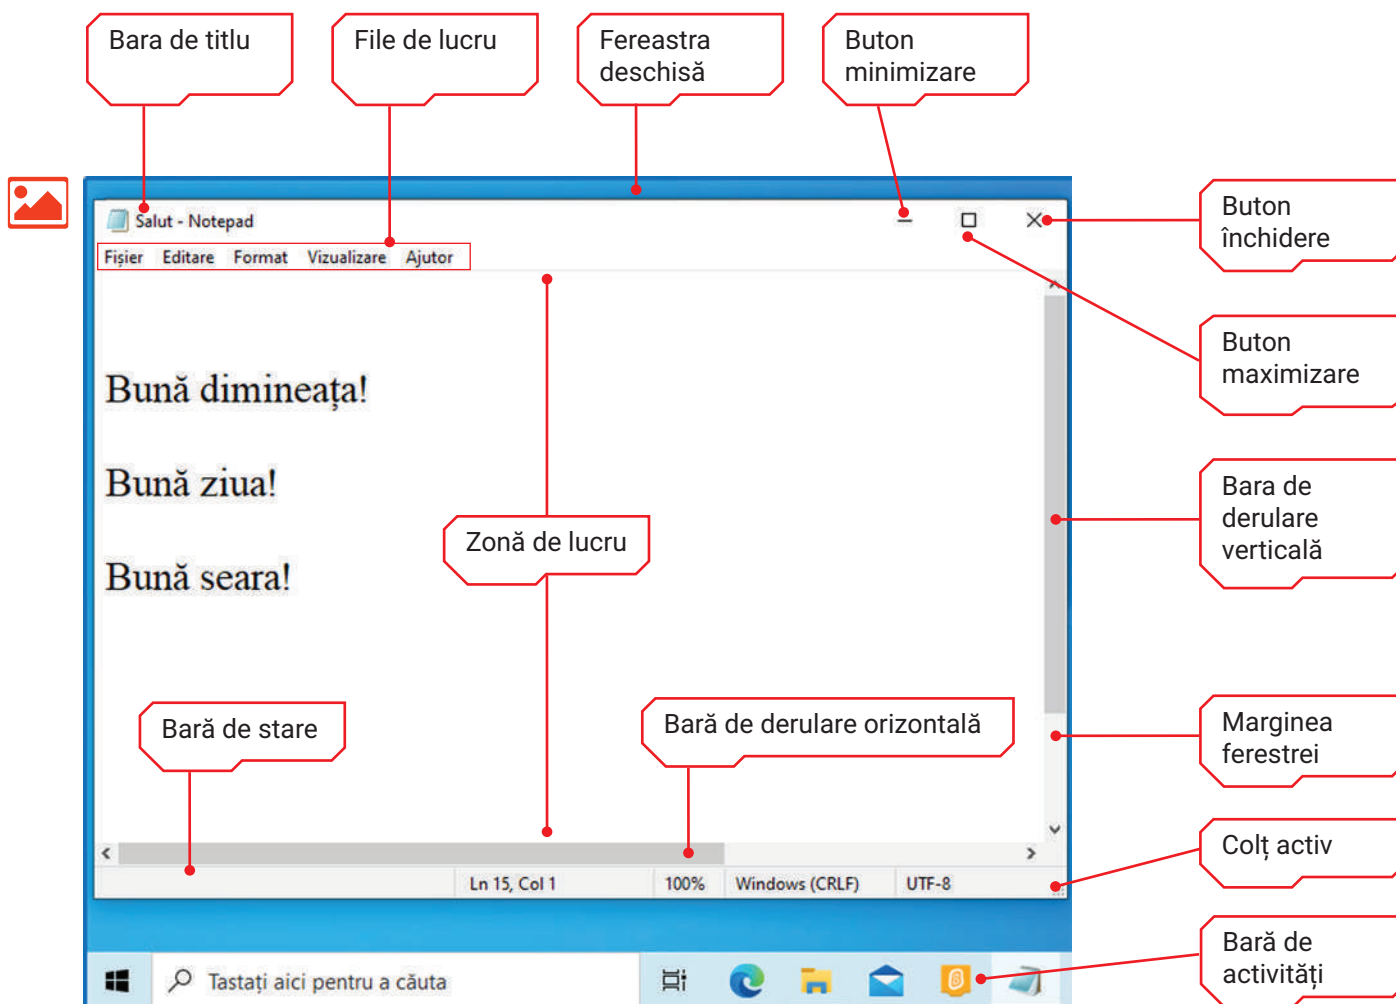 Bara de titlu
File de lucru
Fereastra
deschisă
Buton
minimizare
Salut - Notepad
Buton
închidere
Fișier Editare Format Vizualizare Ajutor
Buton
maximizare
Bună dimineața!
Bună ziua!
Bara de
derulare
verticală
Zonă de lucru
Bună seara!
Bară de stare
Bară de derulare orizontală
Marginea
ferestrei
Colț activ
Ln 15, Col 1 100% Windows (CRLF) UTF-8
Bară de
activități
Tastați aici pentru a căuta